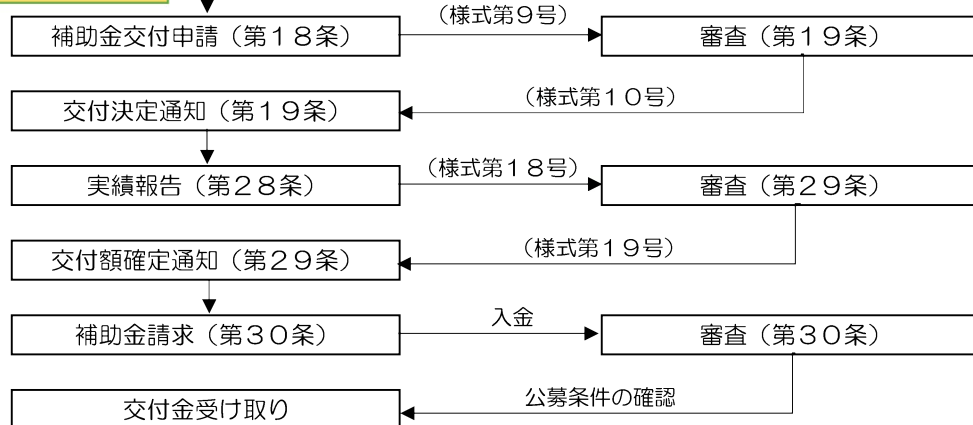 （様式第９号）
補助金交付申請（第１８条）
審査（第１９条）
（様式第１０号）
交付決定通知（第１９条）
（様式第１８号）
実績報告（第２８条）
審査（第２９条）
（様式第１９号）
交付額確定通知（第２９条）
入金
補助金請求（第３０条）
審査（第３０条）
公募条件の確認
交付金受け取り